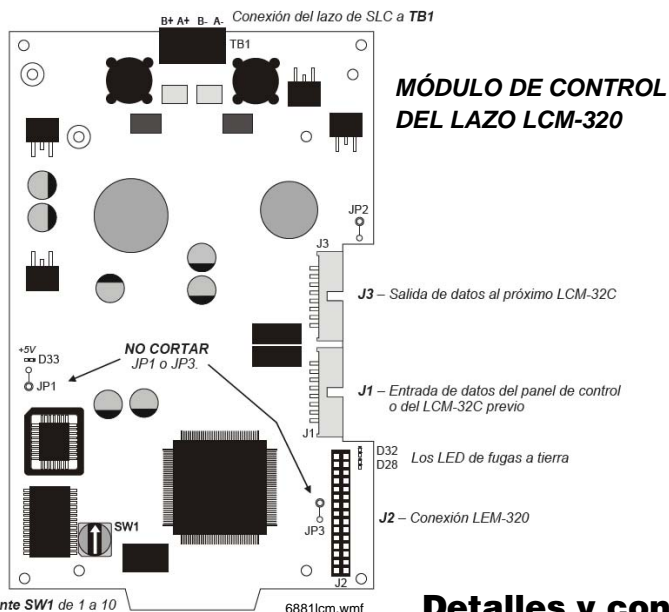 B+ A+ B- A- Conexión del lazo de SLC a TB1
TB1
MÓDULO DE CONTROL
DEL LAZO LCM-320
JP2
J3
J3 – Salida de datos al próximo LCM-32C
+5V
D33
JP1
NO CORTAR
JP1 o JP3.
J1 – Entrada de datos del panel de control
o del LCM-32C previo
J1
D32
D28
Los LED de fugas a tierra
SW1
JP3
J2 – Conexión LEM-320
J2
nte SW1 de 1 a 10
6881lcm.wmf
Detalles y con